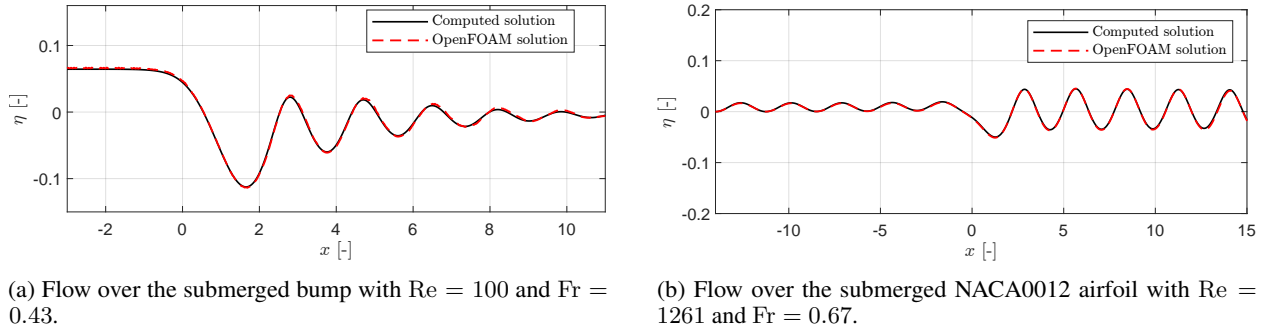 Computed solution
OpenFOAM solution
0.1
0
-0.1
η [-]
-2
0
2
4
6
8
10
x [-]
(a) Flow over the submerged bump with Re = 100 and Fr =
0.43.
Computed solution
OpenFOAM solution
0.2
0.1
0
-0.1
-0.2
η [-]
-10
-5
0
5
10
15
x [-]
(b) Flow over the submerged NACA0012 airfoil with Re =
1261 and Fr = 0.67.